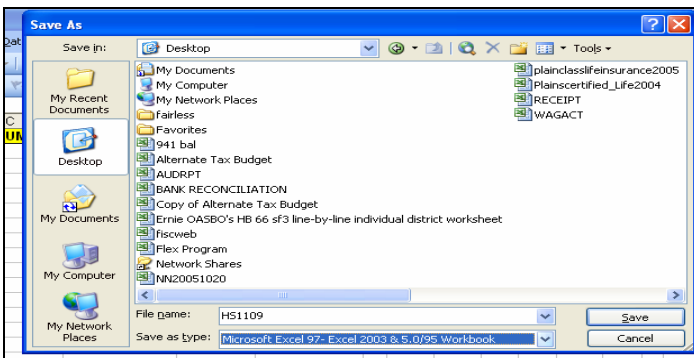 Save As
Dat
Save in:
Desktop
Tools
My Recent
Documents
Desktop
My Documents
My Computer
My Network
Places
My Documents
My Computer
My Network Places
fairless
Favorites
941 bal
Alternate Tax Budget
AUDRPT
BANK RECONCILIATION
Copy of Alternate Tax Budget
Ernie OASBO's HB 66 sf3 line-by-line individual district worksheet
fiscweb
Flex Program
Network Shares
NN20051020
plainclasslifeinsurance2005
Plainscertified_Life2004
RECEIPT
WAGACT
C
UM
File name:
HS1109
Save
Save as type:
Microsoft Excel 97- Excel 2003 & 5.0/95 Workbook
Cancel